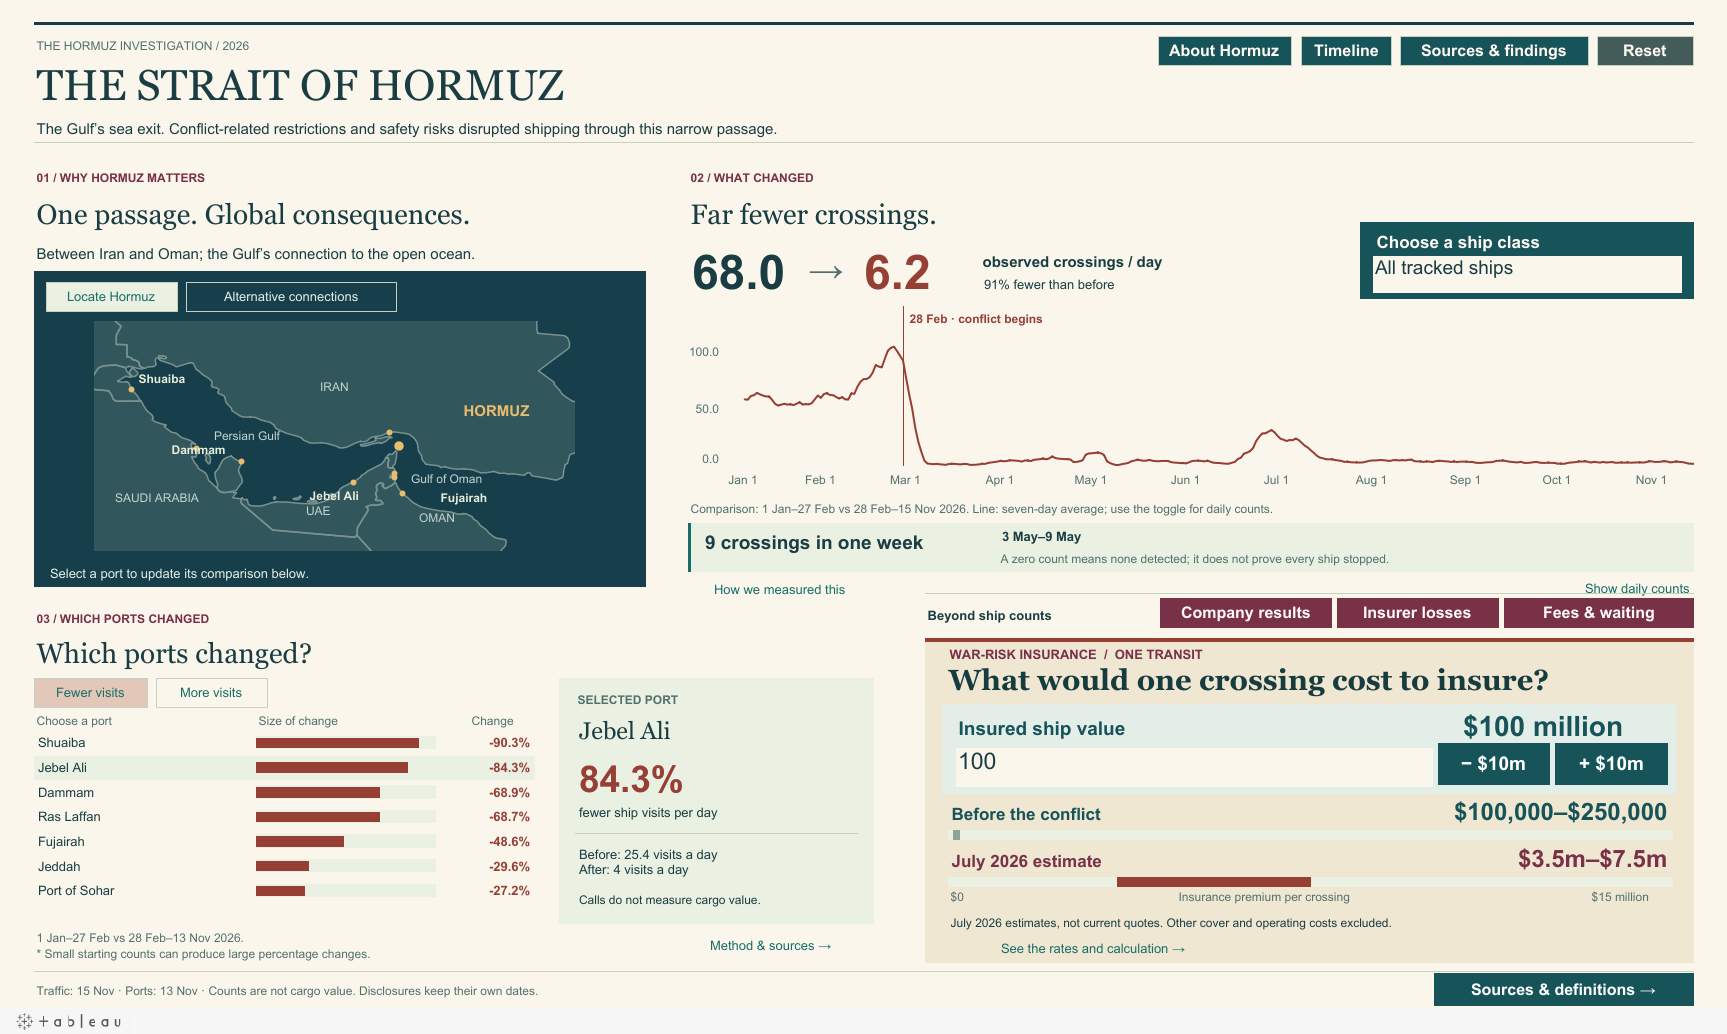 THE HORMUZ INVESTIGATION / 2026
THE STRAIT OF HORMUZ
The Gulf’s sea exit. Conflict-related restrictions and safety risks disrupted shipping through this narrow passage.
About Hormuz
Timeline
Sources & findings
Reset
01 / WHY HORMUZ MATTERS
One passage. Global consequences.
Between Iran and Oman; the Gulf’s connection to the open ocean.
Locate Hormuz
Alternative connections
Shuaiba
IRAN
HORMUZ
Persian Gulf
Dammam
Gulf of Oman
SAUDI ARABIA
Jebel Ali
Fujairah
UAE
OMAN
Select a port to update its comparison below.
02 / WHAT CHANGED
Far fewer crossings.
68.0 → 6.2
observed crossings / day
91% fewer than before
Choose a ship class
All tracked ships
28 Feb · conflict begins
100.0
50.0
0.0
Jan 1
Feb 1
Mar 1
Apr 1
May 1
Jun 1
Jul 1
Aug 1
Sep 1
Oct 1
Nov 1
Comparison: 1 Jan–27 Feb vs 28 Feb–15 Nov 2026. Line: seven-day average; use the toggle for daily counts.
9 crossings in one week
3 May–9 May
A zero count means none detected; it does not prove every ship stopped.
How we measured this
Show daily counts
03 / WHICH PORTS CHANGED
Which ports changed?
Fewer visits
More visits
Choose a port
Size of change
Change
Shuaiba
-90.3%
Jebel Ali
-84.3%
Dammam
-68.9%
Ras Laffan
-68.7%
Fujairah
-48.6%
Jeddah
-29.6%
Port of Sohar
-27.2%
1 Jan–27 Feb vs 28 Feb–13 Nov 2026.
* Small starting counts can produce large percentage changes.
SELECTED PORT
Jebel Ali
84.3%
fewer ship visits per day
Before: 25.4 visits a day
After: 4 visits a day
Calls do not measure cargo value.
Method & sources →
Beyond ship counts
Company results
Insurer losses
Fees & waiting
WAR-RISK INSURANCE / ONE TRANSIT
What would one crossing cost to insure?
Insured ship value
$100 million
100
− $10m
+ $10m
Before the conflict
$100,000–$250,000
July 2026 estimate
$3.5m–$7.5m
$0
Insurance premium per crossing
$15 million
July 2026 estimates, not current quotes. Other cover and operating costs excluded.
See the rates and calculation →
Traffic: 15 Nov · Ports: 13 Nov · Counts are not cargo value. Disclosures keep their own dates.
Sources & definitions →
+ a b l e a u